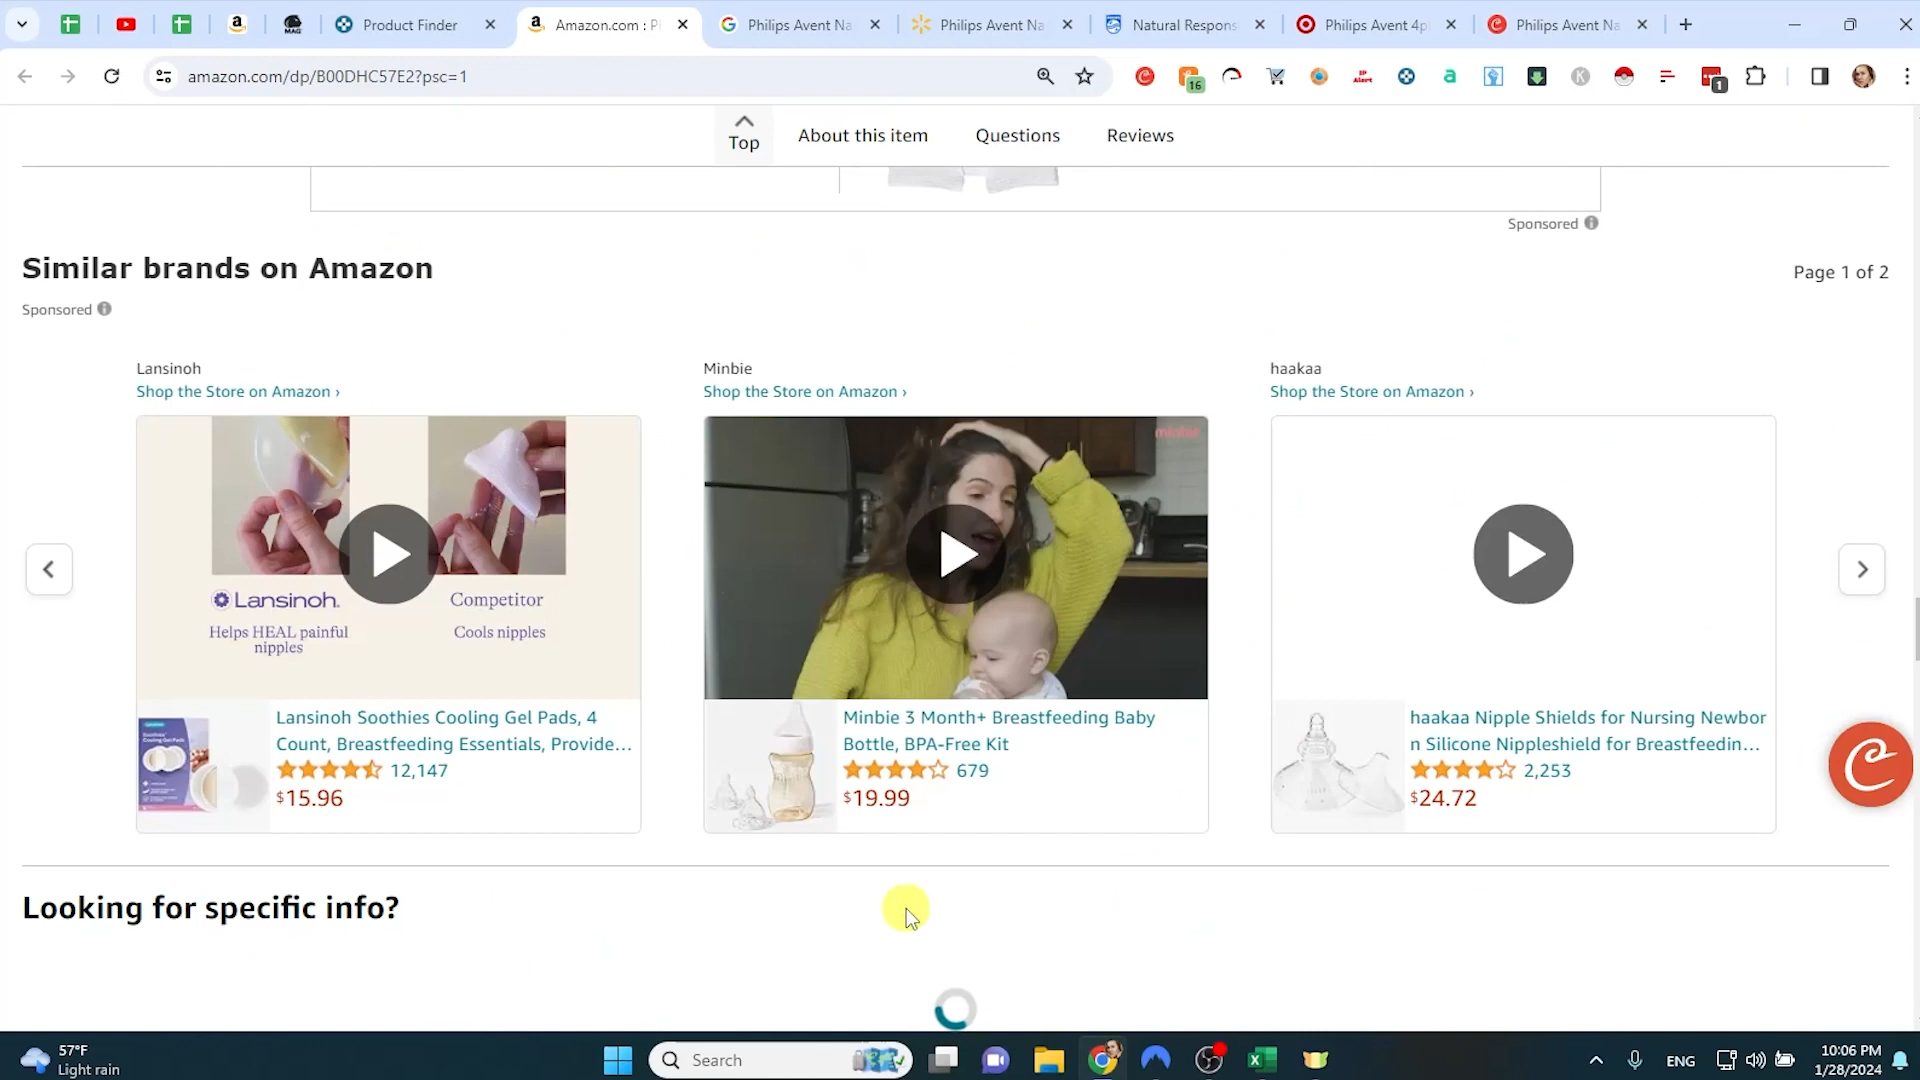 Product Finder
Amazon.com : P
Philips Avent Na
Philips Avent Na
Natural Respons
Philips Avent 4p
Philips Avent Na
amazon.com/dp/B00DHC57E2?psc=1
16
IP
Alert
a
K
1
Top
About this item
Questions
Reviews
Sponsored
Similar brands on Amazon
Page 1 of 2
Sponsored
Lansinoh
Shop the Store on Amazon ›
Minbie
Shop the Store on Amazon ›
haakaa
Shop the Store on Amazon ›
Lansinoh.
Helps HEAL painful
nipples
Competitor
Cools nipples
minbie
Lansinoh Soothies Cooling Gel Pads, 4
Count, Breastfeeding Essentials, Provide...
12,147
$15.96
Minbie 3 Month+ Breastfeeding Baby
Bottle, BPA-Free Kit
679
$19.99
haakaa Nipple Shields for Nursing Newbor
n Silicone Nippleshield for Breastfeedin...
2,253
$24.72
Looking for specific info?
57°F
Light rain
Search
ENG
10:06 PM
1/28/2024